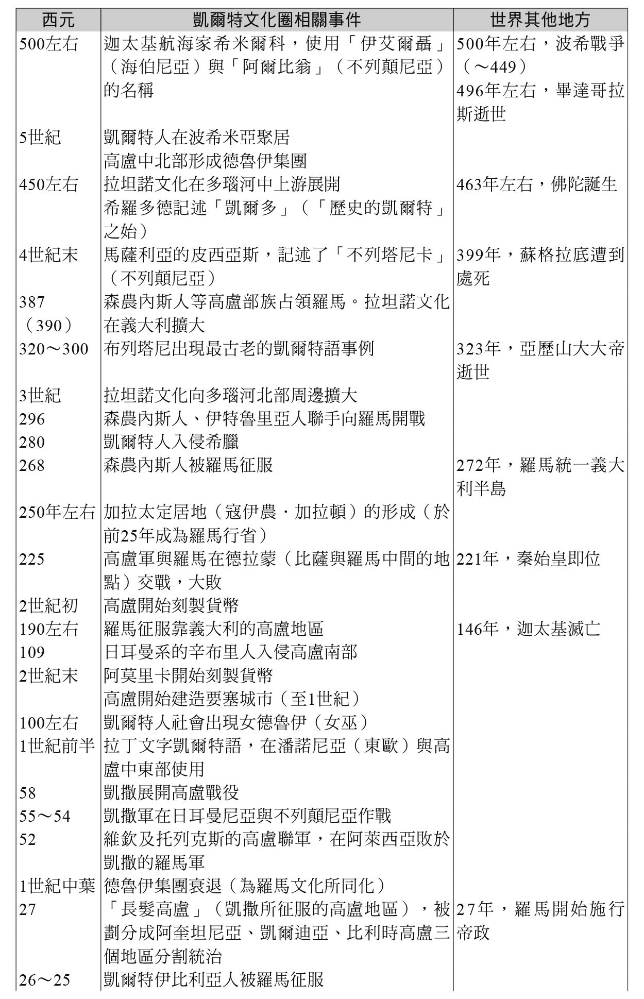 西元 凱爾特文化圈相關事件 世界其他地方
500左右 迦太基航海家希米爾科，使用「伊艾爾聶」 500年左右，波希戰爭
（海伯尼亞）與「阿爾比翁」（不列顛尼亞） （～449）
的名稱 496年左右，畢達哥拉
斯逝世
5世紀 凱爾特人在波希米亞聚居
高盧中北部形成德魯伊集團
450左右 拉坦諾文化在多瑙河中上游展開 463年左右，佛陀誕生
希羅多德記述「凱爾多」（「歷史的凱爾特」
之始）
4世紀末 馬薩利亞的皮西亞斯，記述了「不列塔尼卡」 399年，蘇格拉底遭到
（不列顛尼亞） 處死
387 森農內斯人等高盧部族占領羅馬。拉坦諾文化
（390） 在義大利擴大
320～300 布列塔尼出現最古老的凱爾特語事例 323年，亞歷山大大帝
逝世
3世紀 拉坦諾文化向多瑙河北部周邊擴大
296 森農內斯人、伊特魯里亞人聯手向羅馬開戰
280 凱爾特人入侵希臘
268 森農內斯人被羅馬征服 272年，羅馬統一義大
利半島
250年左右 加拉太定居地（寇伊農．加拉頓）的形成（於
前25年成為羅馬行省）
225 高盧軍與羅馬在德拉蒙（比薩與羅馬中間的地 221年，秦始皇即位
點）交戰，大敗
2世紀初 高盧開始刻製貨幣
190左右 羅馬征服靠義大利的高盧地區 146年，迦太基滅亡
109 日耳曼系的辛布里人入侵高盧南部
2世紀末 阿莫里卡開始刻製貨幣
高盧開始建造要塞城市（至1世紀）
100左右 凱爾特人社會出現女德魯伊（女巫）
1世紀前半 拉丁文字凱爾特語，在潘諾尼亞（東歐）與高
盧中東部使用
58 凱撒展開高盧戰役
55～54 凱撒軍在日耳曼尼亞與不列顛尼亞作戰
52 維欽及托列克斯的高盧聯軍，在阿萊西亞敗於
凱撒的羅馬軍
1世紀中葉 德魯伊集團衰退（為羅馬文化所同化）
27 「長髮高盧」（凱撒所征服的高盧地區），被 27年，羅馬開始施行
劃分成阿奎坦尼亞、凱爾迪亞、比利時高盧三 帝政
個地區分割統治
26～25 凱爾特伊比利亞人被羅馬征服